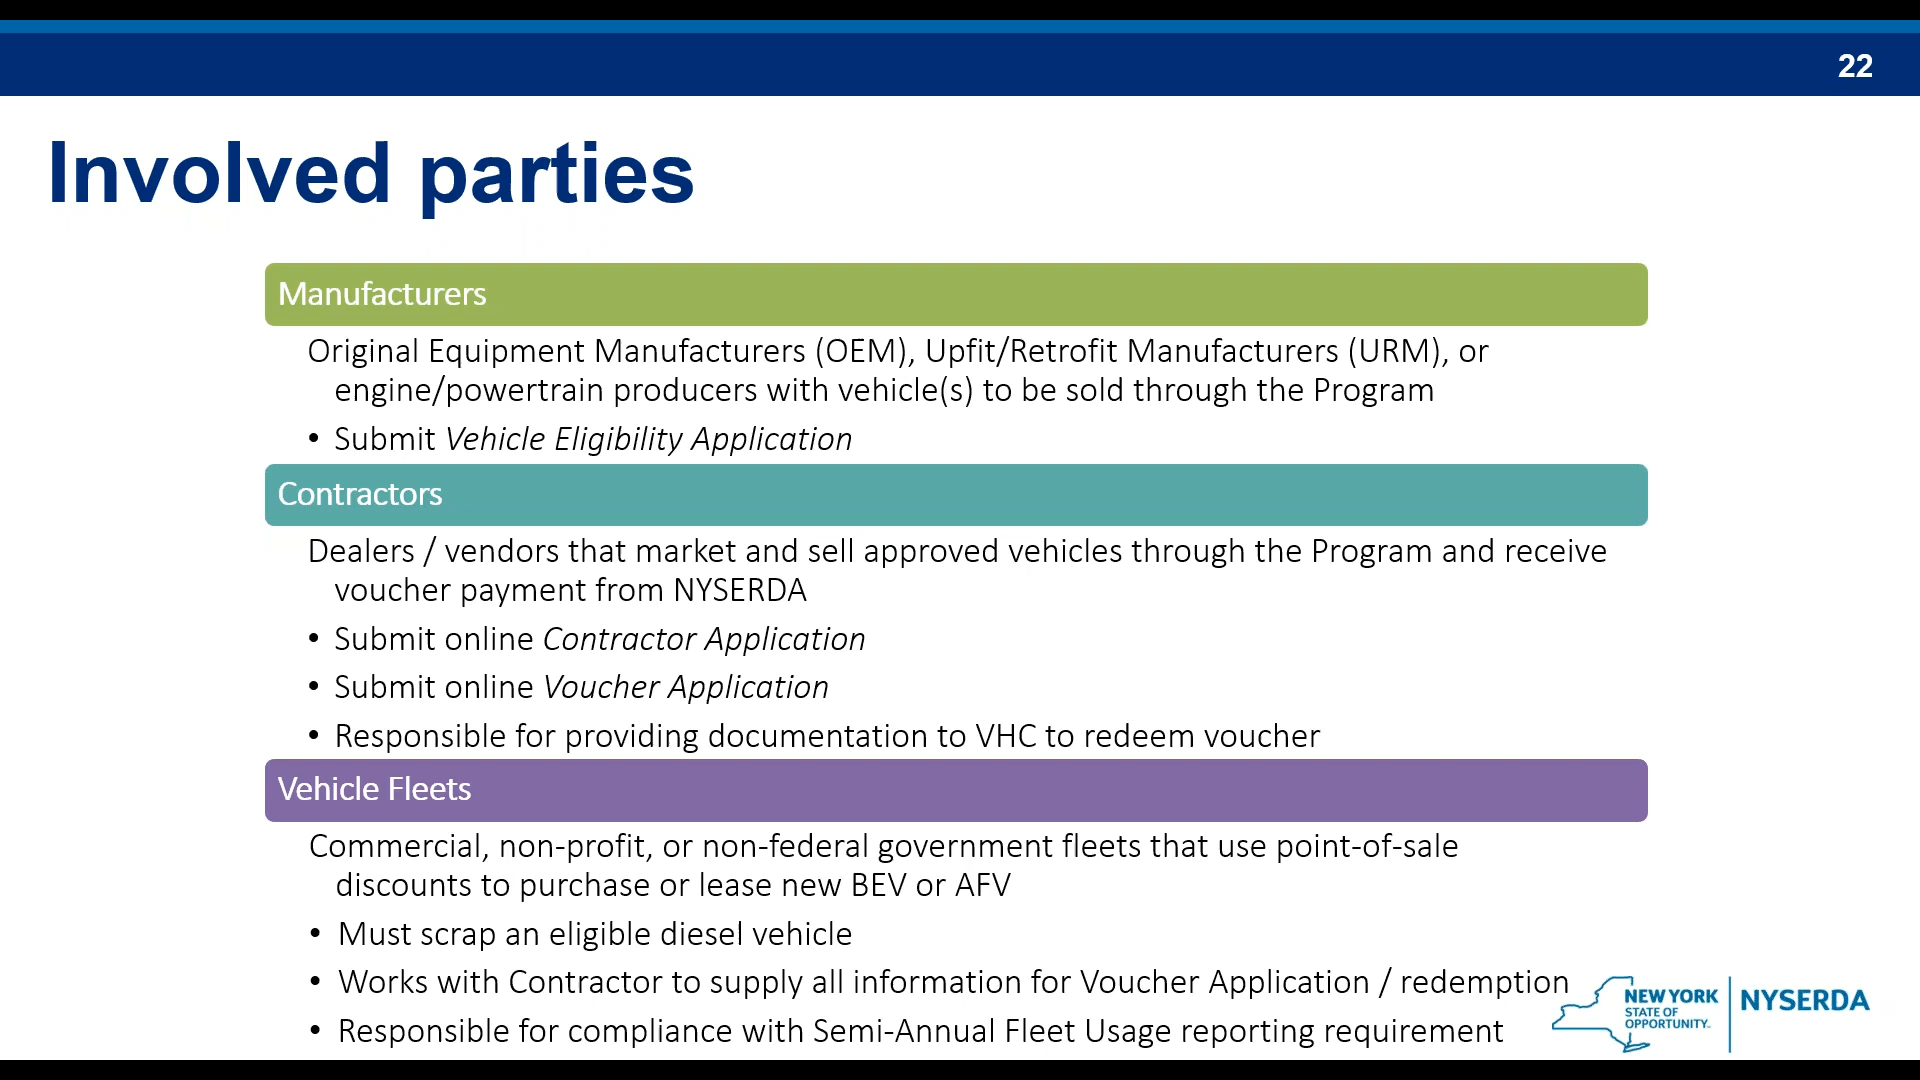 22
Involved parties
Manufacturers
Original Equipment Manufacturers (OEM), Upfit/Retrofit Manufacturers (URM), or
engine/powertrain producers with vehicle(s) to be sold through the Program
• Submit Vehicle Eligibility Application
Contractors
Dealers / vendors that market and sell approved vehicles through the Program and receive
voucher payment from NYSERDA
• Submit online Contractor Application
• Submit online Voucher Application
• Responsible for providing documentation to VHC to redeem voucher
Vehicle Fleets
Commercial, non-profit, or non-federal government fleets that use point-of-sale
discounts to purchase or lease new BEV or AFV
• Must scrap an eligible diesel vehicle
• Works with Contractor to supply all information for Voucher Application / redemption
• Responsible for compliance with Semi-Annual Fleet Usage reporting requirement
NEW YORK
STATE OF
OPPORTUNITY.
NYSERDA